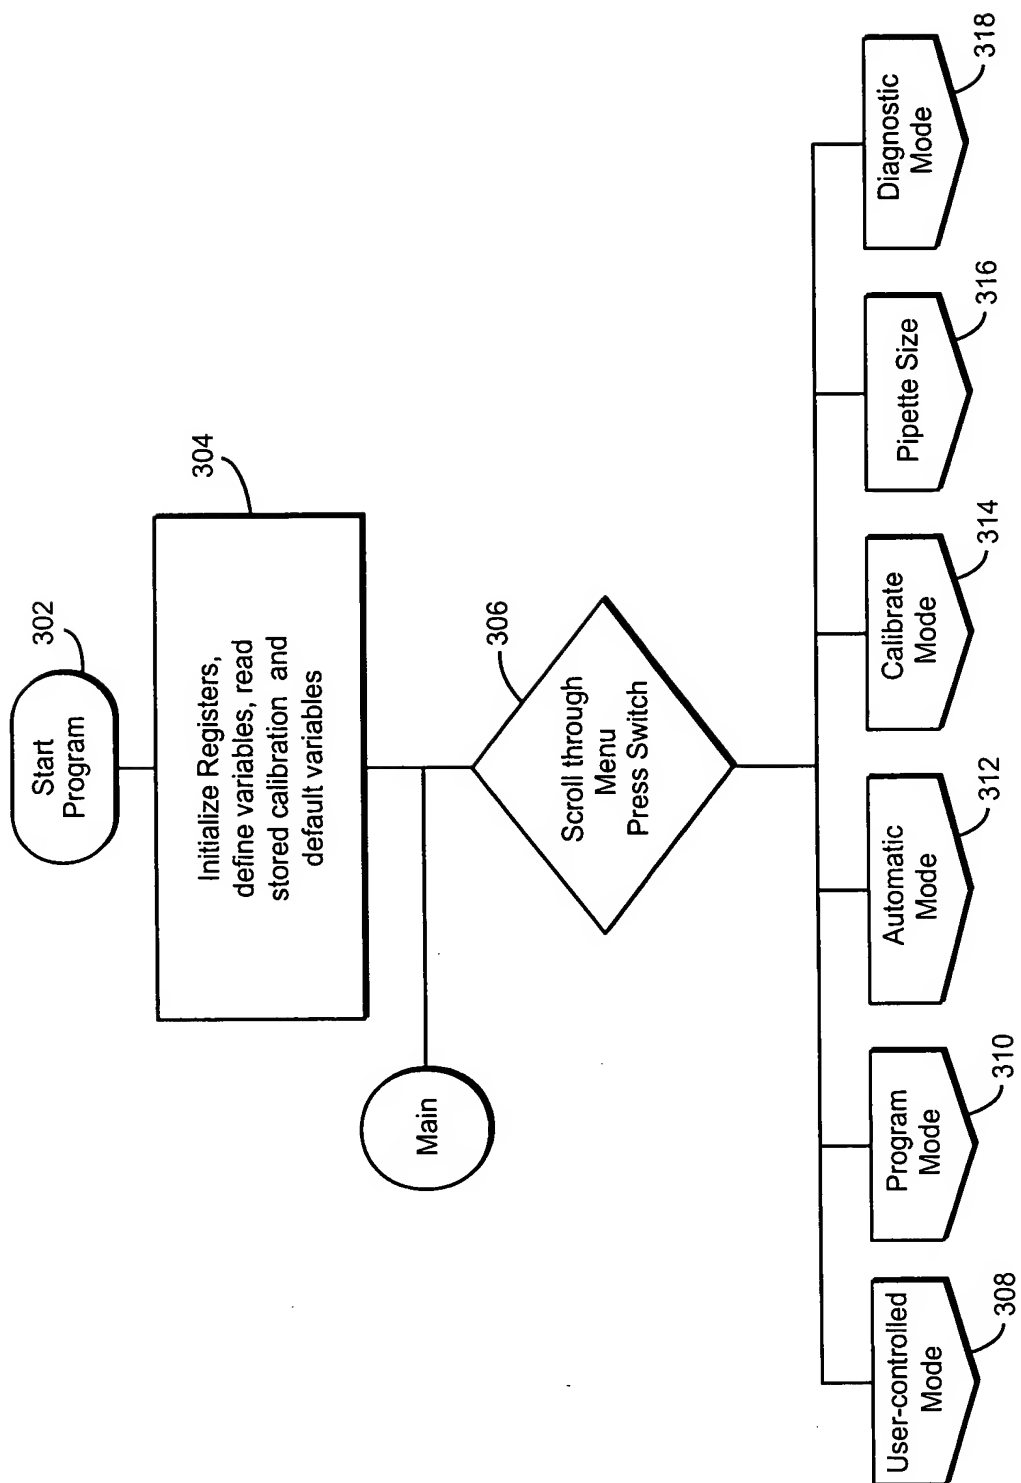 Start
Program
302
Initialize Registers,
define variables, read
stored calibration and
default variables
304
Main
Scroll through
Menu
Press Switch
306
User-controlled
Mode
308
Program
Mode
310
Automatic
Mode
312
Calibrate
Mode
314
Pipette Size
316
Diagnostic
Mode
318